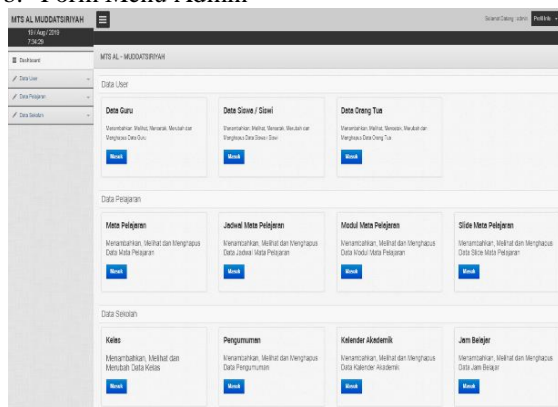 Form Menu Admin
MTS AL MUDDATSIRIYAH
Selamat Datang : admin
Profil Info
19 / Aug / 2019
7:34:29
Dashboard
MTS AL - MUDDATSIRIYAH
Data User
Data Pelajaran
Data Sekolah
Data User
Data Guru
Menambahkan, Melihat, Mencetak, Merubah dan
Menghapus Data Guru
Masuk
Data Siswa / Siswi
Menambahkan, Melihat, Mencetak, Merubah dan
Menghapus Data Siswa / Siswi
Masuk
Data Orang Tua
Menambahkan, Melihat, Mencetak, Merubah dan
Menghapus Data Orang Tua
Masuk
Data Pelajaran
Mata Pelajaran
Menambahkan, Melihat dan Menghapus
Data Mata Pelajaran
Masuk
Jadwal Mata Pelajaran
Menambahkan, Melihat dan Menghapus
Data Jadwal Mata Pelajaran
Masuk
Modul Mata Pelajaran
Menambahkan, Melihat dan Menghapus
Data Modul Mata Pelajaran
Masuk
Slide Mata Pelajaran
Menambahkan, Melihat dan Menghapus
Data Slide Mata Pelajaran
Masuk
Data Sekolah
Kelas
Menambahkan, Melihat dan
Merubah Data Kelas
Masuk
Pengumuman
Menambahkan, Melihat dan Menghapus
Data Pengumuman
Masuk
Kalender Akademik
Menambahkan, Melihat dan Menghapus
Data Kalender Akademik
Masuk
Jam Belajar
Menambahkan, Melihat dan Menghapus
Data Jam Belajar
Masuk